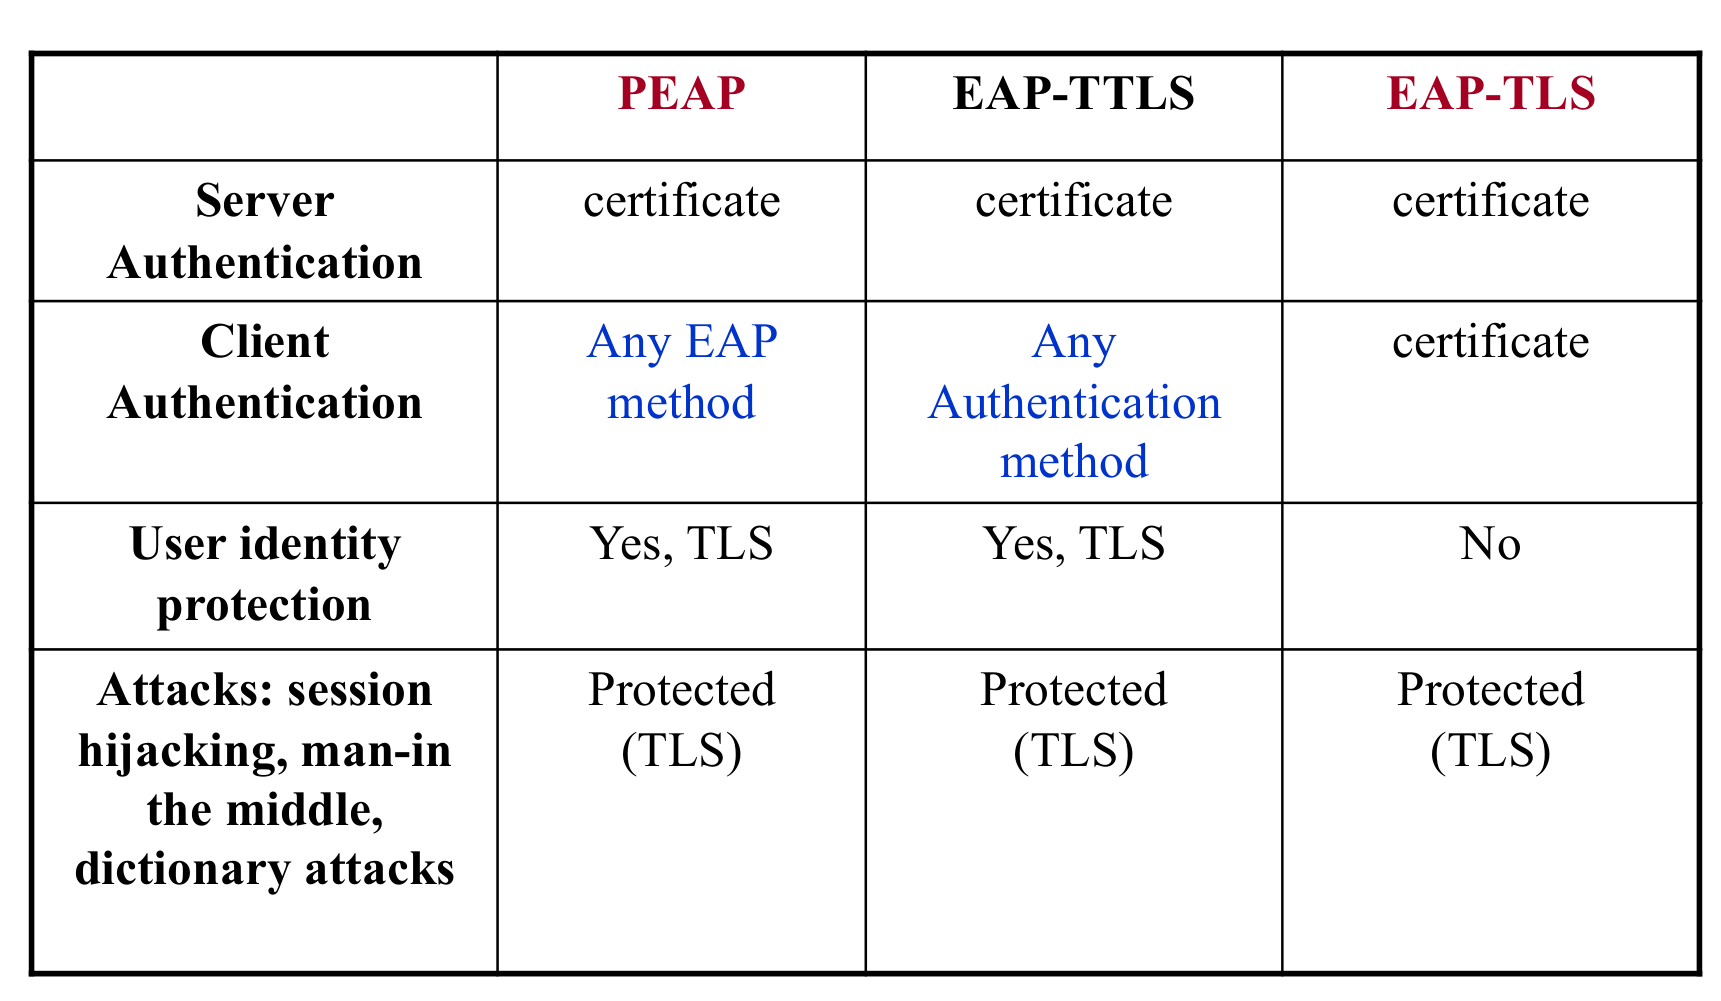 PEAP EAP-TTLS EAP-TLS
Server
Authentication
certificate certificate certificate
Client
Authentication
Any EAP
method
Any
Authentication
method
certificate
User identity
protection
Yes, TLS Yes, TLS No
Attacks: session
hijacking, man-in
the middle,
dictionary attacks
Protected
(TLS)
Protected
(TLS)
Protected
(TLS)